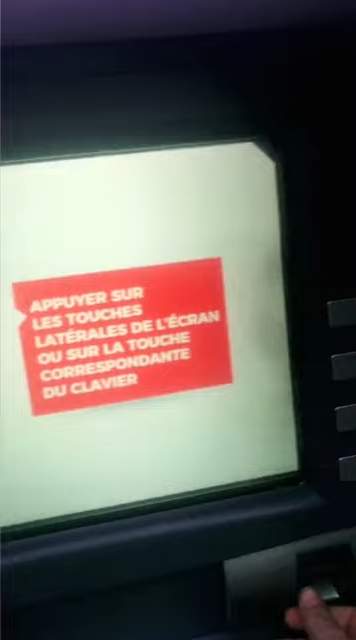 APPUYER SUR
LES TOUCHES
LATÉRALES DE L'ÉCRAN
OU SUR LA TOUCHE
CORRESPONDANTE
DU CLAVIER